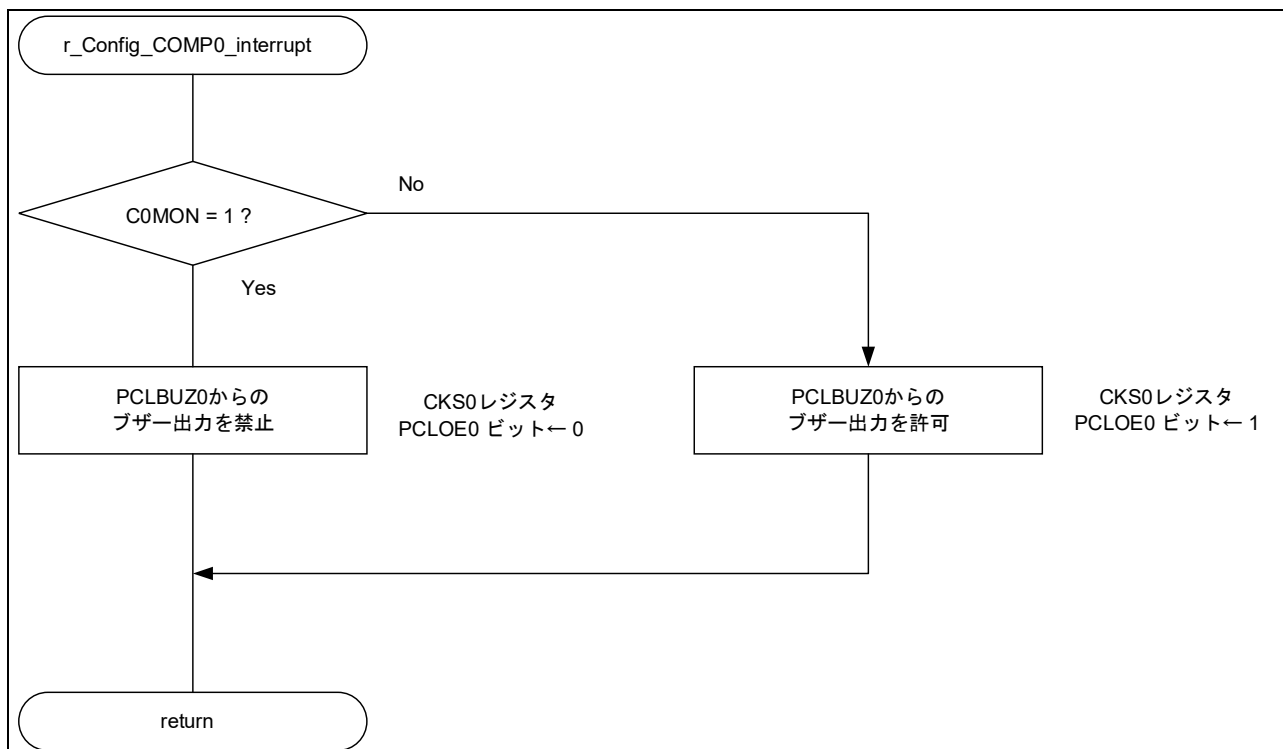 r_Config_COMP0_interrupt
No
C0MON = 1 ?
Yes
PCLBUZ0からの
ブザー出力を禁止
CKS0レジスタ
PCLOE0 ビット← 0
PCLBUZ0からの
ブザー出力を許可
CKS0レジスタ
PCLOE0 ビット← 1
return